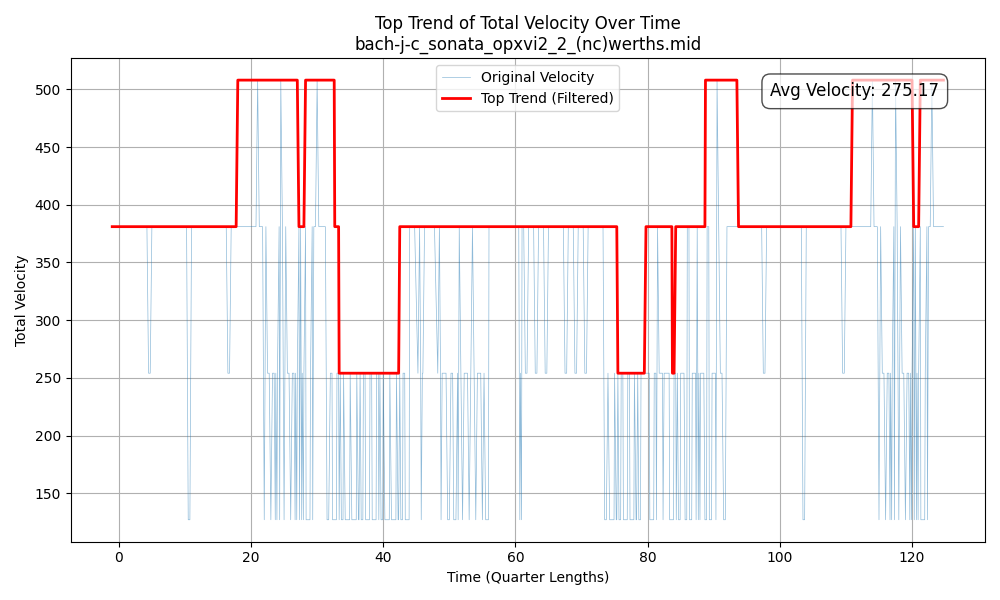 Top Trend of Total Velocity Over Time
bach-j-c_sonata_opxvi2_2_(nc)werths.mid
Original Velocity
Top Trend (Filtered)
Avg Velocity: 275.17
Total Velocity
500
450
400
350
300
250
200
150
0 20 40 60 80 100 120
Time (Quarter Lengths)